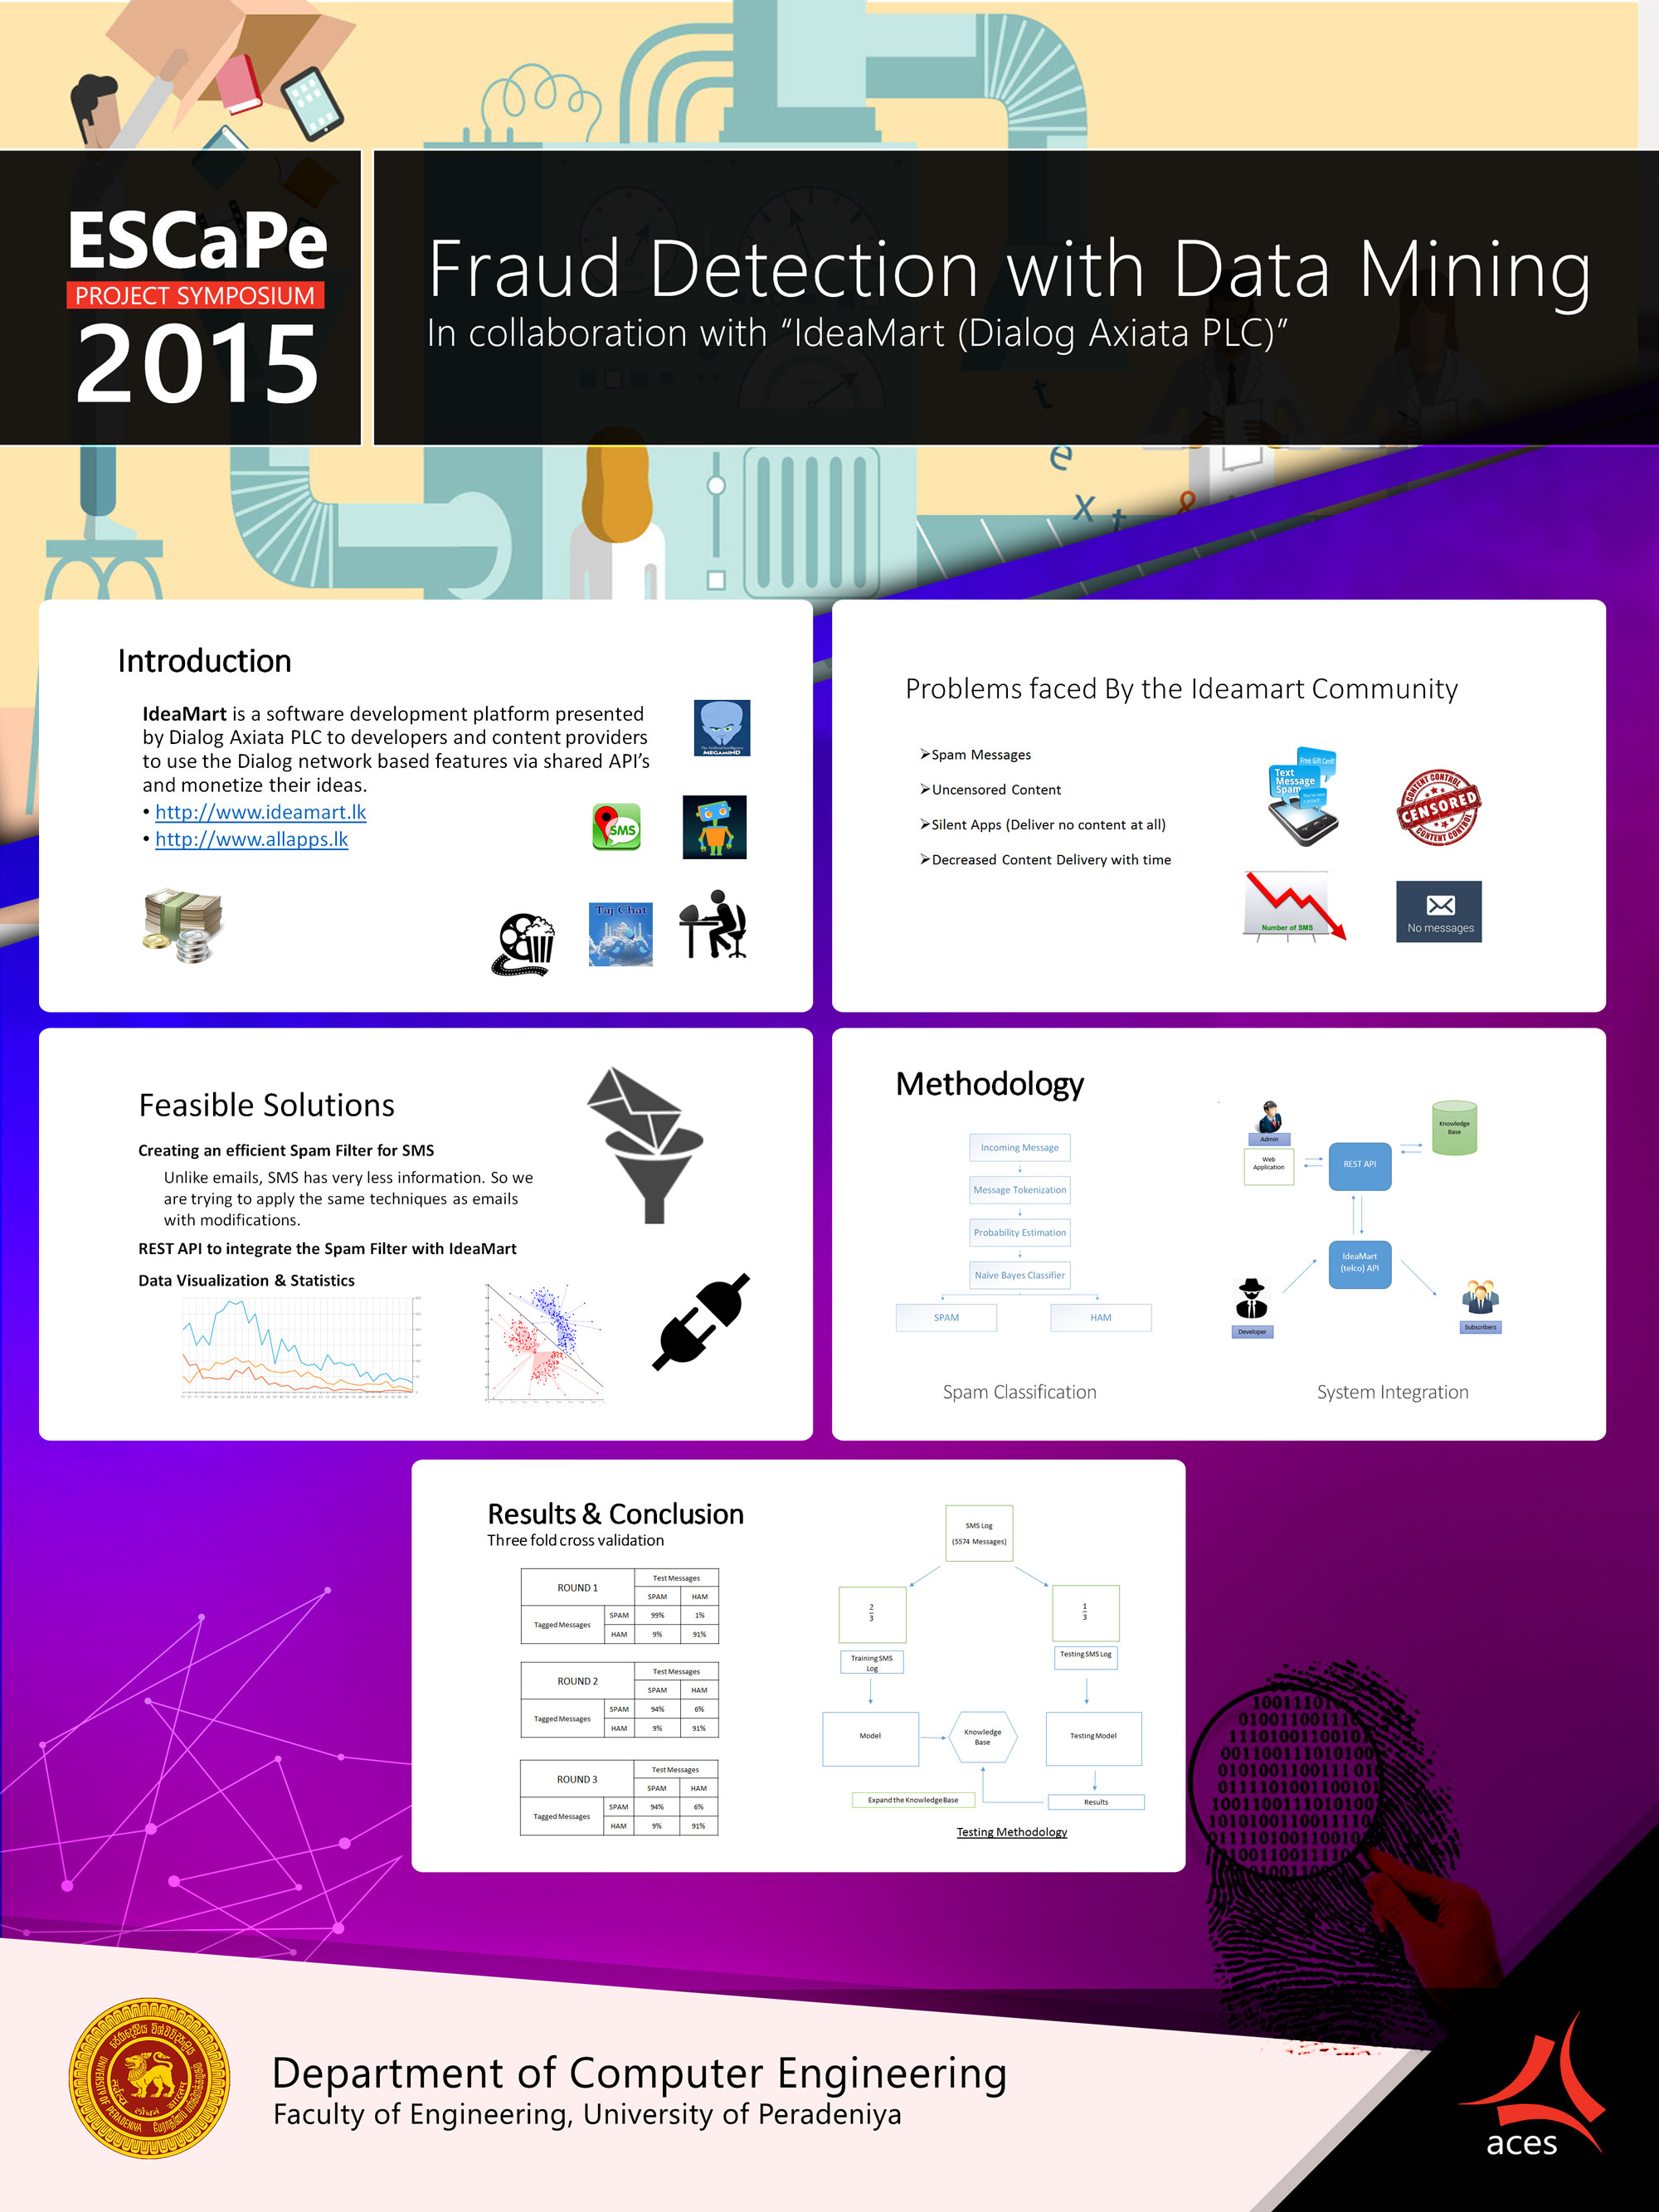 ESCaPe
PROJECT SYMPOSIUM
2015
Fraud Detection with Data Mining
In collaboration with “IdeaMart (Dialog Axiata PLC)”
t
e
x t &
Introduction
IdeaMart is a software development platform presented
by Dialog Axiata PLC to developers and content providers
to use the Dialog network based features via shared API’s
and monetize their ideas.
• http://www.ideamart.lk
• http://www.allapps.lk
MEGAMIND
SMS
Taj Chat
Problems faced By the Ideamart Community
➢Spam Messages
➢Uncensored Content
➢Silent Apps (Deliver no content at all)
➢Decreased Content Delivery with time
Free Gift Card!
Text
Message
Spam
CONTENT CONTROL
CENSORED
CONTENT CONTROL
Number of SMS
No messages
Feasible Solutions
Creating an efficient Spam Filter for SMS
Unlike emails, SMS has very less information. So we
are trying to apply the same techniques as emails
with modifications.
REST API to integrate the Spam Filter with IdeaMart
Data Visualization & Statistics
Methodology
Incoming Message
Message Tokenization
Probability Estimation
Naïve Bayes Classifier
SPAM
HAM
Spam Classification
Admin
Web
Application
REST API
Knowledge
Base
IdeaMart
(telco) API
Developer
Subscribers
System Integration
Results & Conclusion
Three fold cross validation
ROUND 1
Test Messages
SPAM HAM
Tagged Messages
SPAM 99% 1%
HAM 9% 91%
ROUND 2
Test Messages
SPAM HAM
Tagged Messages
SPAM 94% 6%
HAM 9% 91%
ROUND 3
Test Messages
SPAM HAM
Tagged Messages
SPAM 94% 6%
HAM 9% 91%
SMS Log
(5574 Messages)
2
3
1
3
Training SMS
Log
Testing SMS Log
Model
Knowledge
Base
Testing Model
Expand the Knowledge Base
Results
Testing Methodology
UNIVERSITY OF PERADENIYA
Department of Computer Engineering
Faculty of Engineering, University of Peradeniya
aces